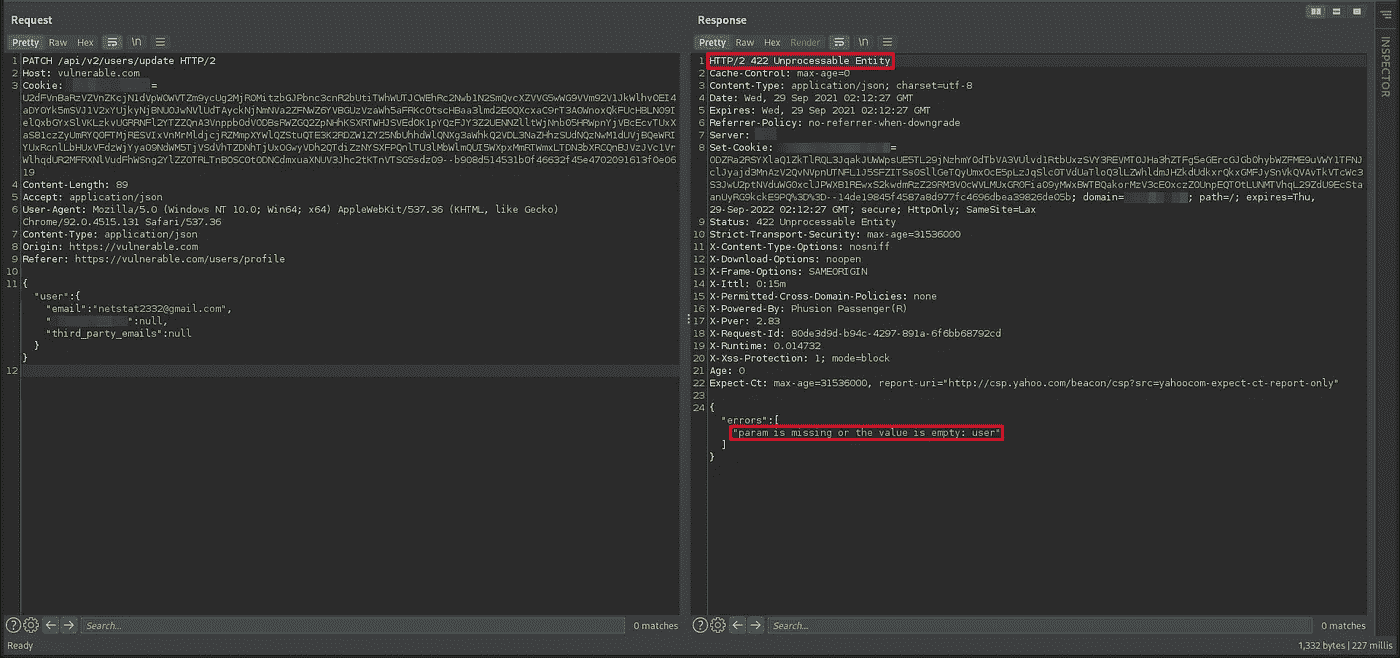 Request
Pretty Raw Hex \n
1 PATCH /api/v2/users/update HTTP/2
2 Host: vulnerable.com
3 Cookie: =
19
4 Content-Length: 89
5 Accept: application/json
6 User-Agent: Mozilla/5.0 (Windows NT 10.0; Win64; x64) AppleWebKit/537.36 (KHTML, like Gecko)
Chrome/92.0.4515.131 Safari/537.36
7 Content-Type: application/json
8 Origin: https://vulnerable.com
9 Referer: https://vulnerable.com/users/profile
10
11 {
"user":{
"email":"netstat2332@gmail.com",
" ":null,
"third_party_emails":null
}
}
12
Search...
0 matches
Ready
Response
Pretty Raw Hex Render \n
1 HTTP/2 422 Unprocessable Entity
2 Cache-Control: max-age=0
3 Content-Type: application/json; charset=utf-8
4 Date: Wed, 29 Sep 2021 02:12:27 GMT
5 Expires: Wed, 29 Sep 2021 02:12:27 GMT
6 Referrer-Policy: no-referrer-when-downgrade
7 Server:
8 Set-Cookie: =
domain= ; path=/; expires=Thu,
29-Sep-2022 02:12:27 GMT; secure; HttpOnly; SameSite=Lax
9 Status: 422 Unprocessable Entity
10 Strict-Transport-Security: max-age=31536000
11 X-Content-Type-Options: nosniff
12 X-Download-Options: noopen
13 X-Frame-Options: SAMEORIGIN
14 X-Ittl: 0:15m
15 X-Permitted-Cross-Domain-Policies: none
16 X-Powered-By: Phusion Passenger(R)
17 X-Pver: 2.83
18 X-Request-Id: 80de3d9d-b94c-4297-891a-6f6bb68792cd
19 X-Runtime: 0.014732
20 X-Xss-Protection: 1; mode=block
21 Age: 0
22 Expect-Ct: max-age=31536000, report-uri="http://csp.yahoo.com/beacon/csp?src=yahoocom-expect-ct-report-only"
23
24 {
"errors":[
"param is missing or the value is empty: user"
]
}
Search...
0 matches
1,332 bytes | 227 millis
INSPECTOR